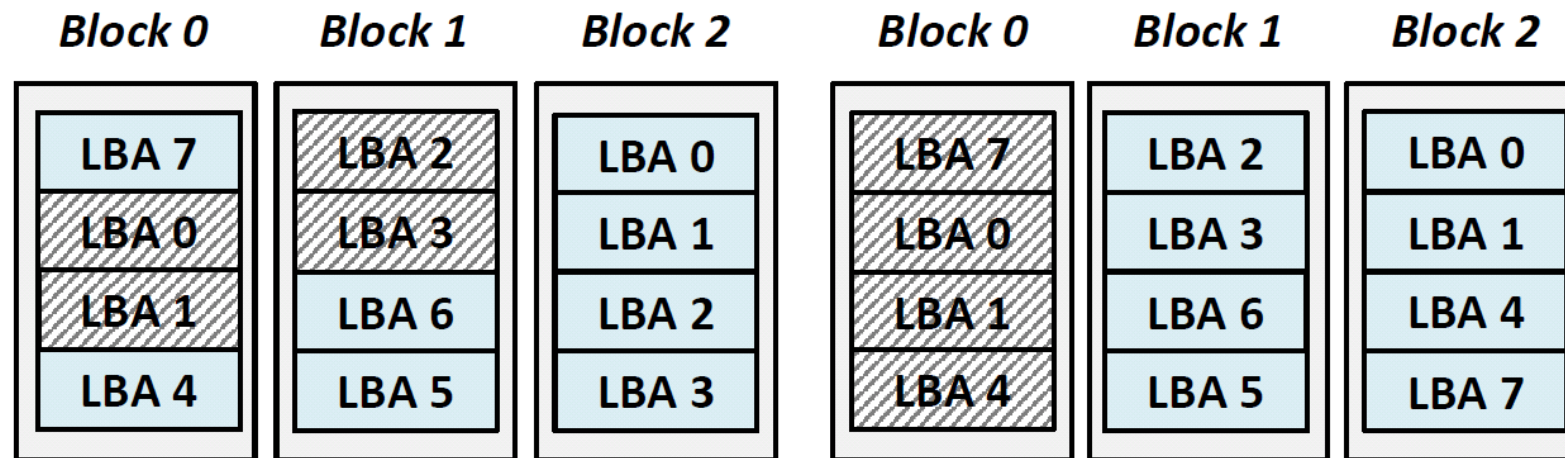 Block 0 Block 1 Block 2 Block 0 Block 1 Block 2
LBA 7 LBA 2 LBA 0 LBA 7 LBA 2 LBA 0
LBA 0 LBA 3 LBA 1 LBA 0 LBA 3 LBA 1
LBA 1 LBA 6 LBA 2 LBA 1 LBA 6 LBA 4
LBA 4 LBA 5 LBA 3 LBA 4 LBA 5 LBA 7